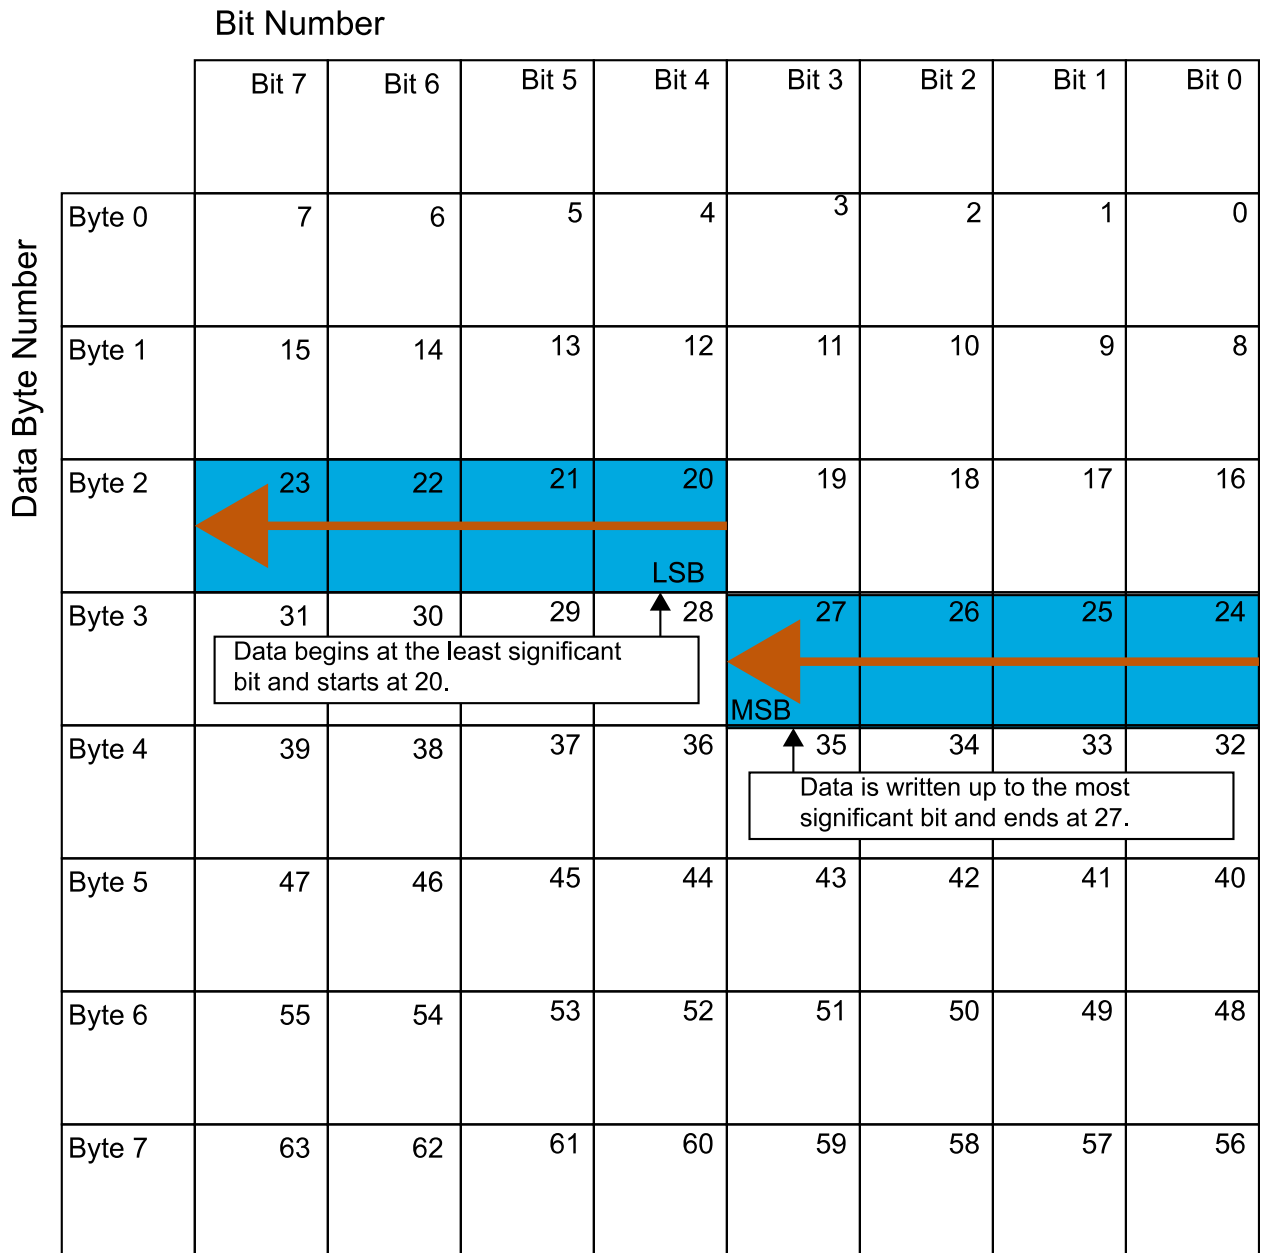 Bit Number
Bit 7 Bit 6 Bit 5 Bit 4 Bit 3 Bit 2 Bit 1 Bit 0
Data Byte Number
Byte 0 7 6 5 4 3 2 1 0
Byte 1 15 14 13 12 11 10 9 8
Byte 2 23 22 21 20 19 18 17 16
LSB
Byte 3 31 30 29 28 27 26 25 24
Data begins at the least significant
bit and starts at 20.
MSB
Byte 4 39 38 37 36 35 34 33 32
Data is written up to the most
significant bit and ends at 27.
Byte 5 47 46 45 44 43 42 41 40
Byte 6 55 54 53 52 51 50 49 48
Byte 7 63 62 61 60 59 58 57 56